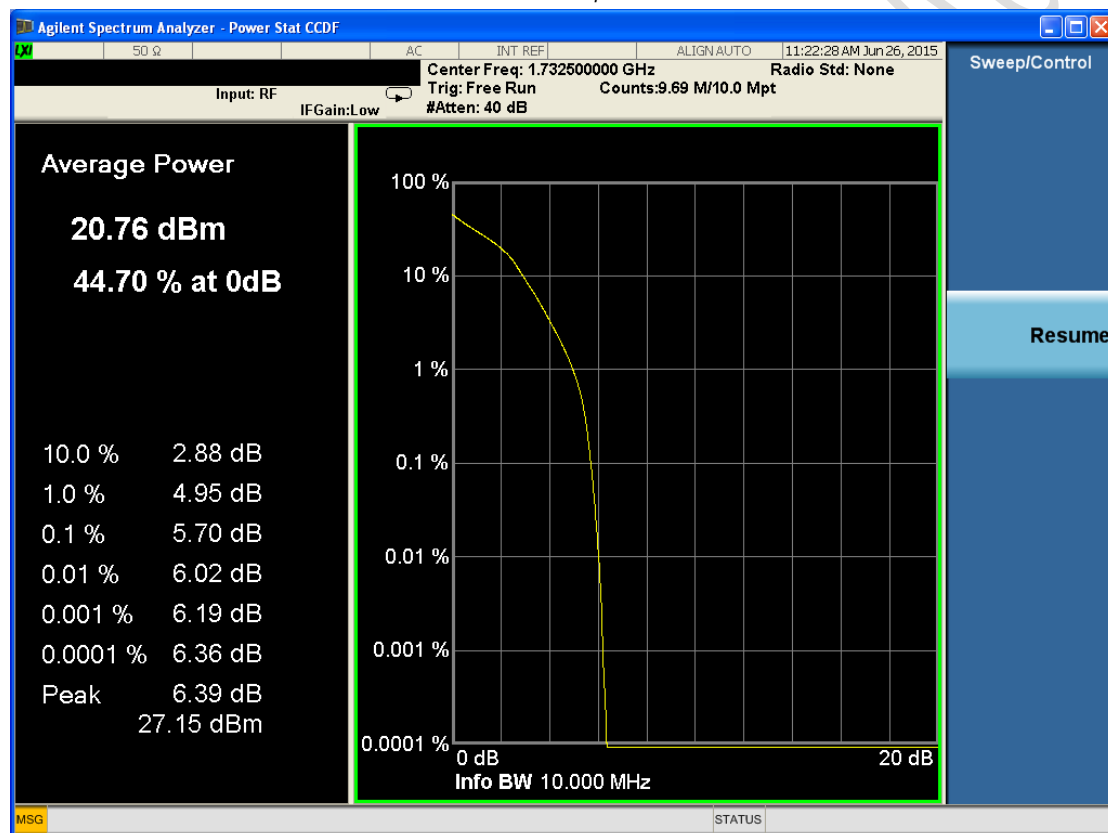 Agilent Spectrum Analyzer - Power Stat CCDF
LXI 50 Ω AC INT REF ALIGN AUTO 11:22:28 AM Jun 26, 2015
Input: RF
IFGain:Low
Center Freq: 1.732500000 GHz Radio Std: None
Trig: Free Run Counts:9.69 M/10.0 Mpt
#Atten: 40 dB
Sweep/Control
Resume
Average Power
20.76 dBm
44.70 % at 0dB
10.0 % 2.88 dB
1.0 % 4.95 dB
0.1 % 5.70 dB
0.01 % 6.02 dB
0.001 % 6.19 dB
0.0001 % 6.36 dB
Peak 6.39 dB
27.15 dBm
100 %
10 %
1 %
0.1 %
0.01 %
0.001 %
0.0001 %
0 dB 20 dB
Info BW 10.000 MHz
MSG STATUS